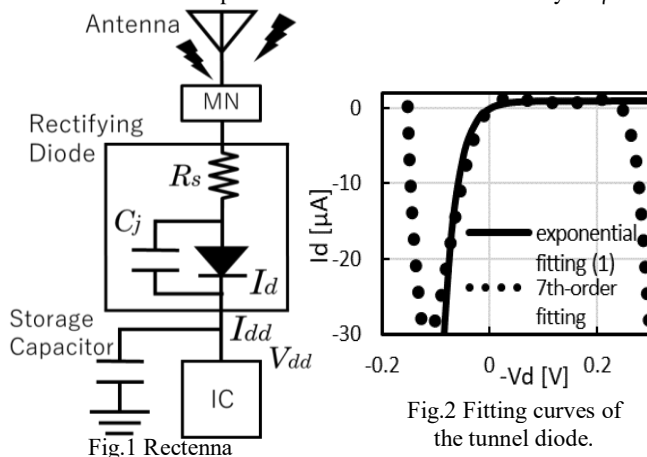 Antenna
MN
Rectifying
Diode
Rs
Cj
Id
Storage
Capacitor
Idd
Vdd
IC
Fig.1 Rectenna
Id [µA]
0
-10
-20
-30
-0.2
0
0.2
-Vd [V]
exponential
fitting (1)
7th-order
fitting
Fig.2 Fitting curves of
the tunnel diode.